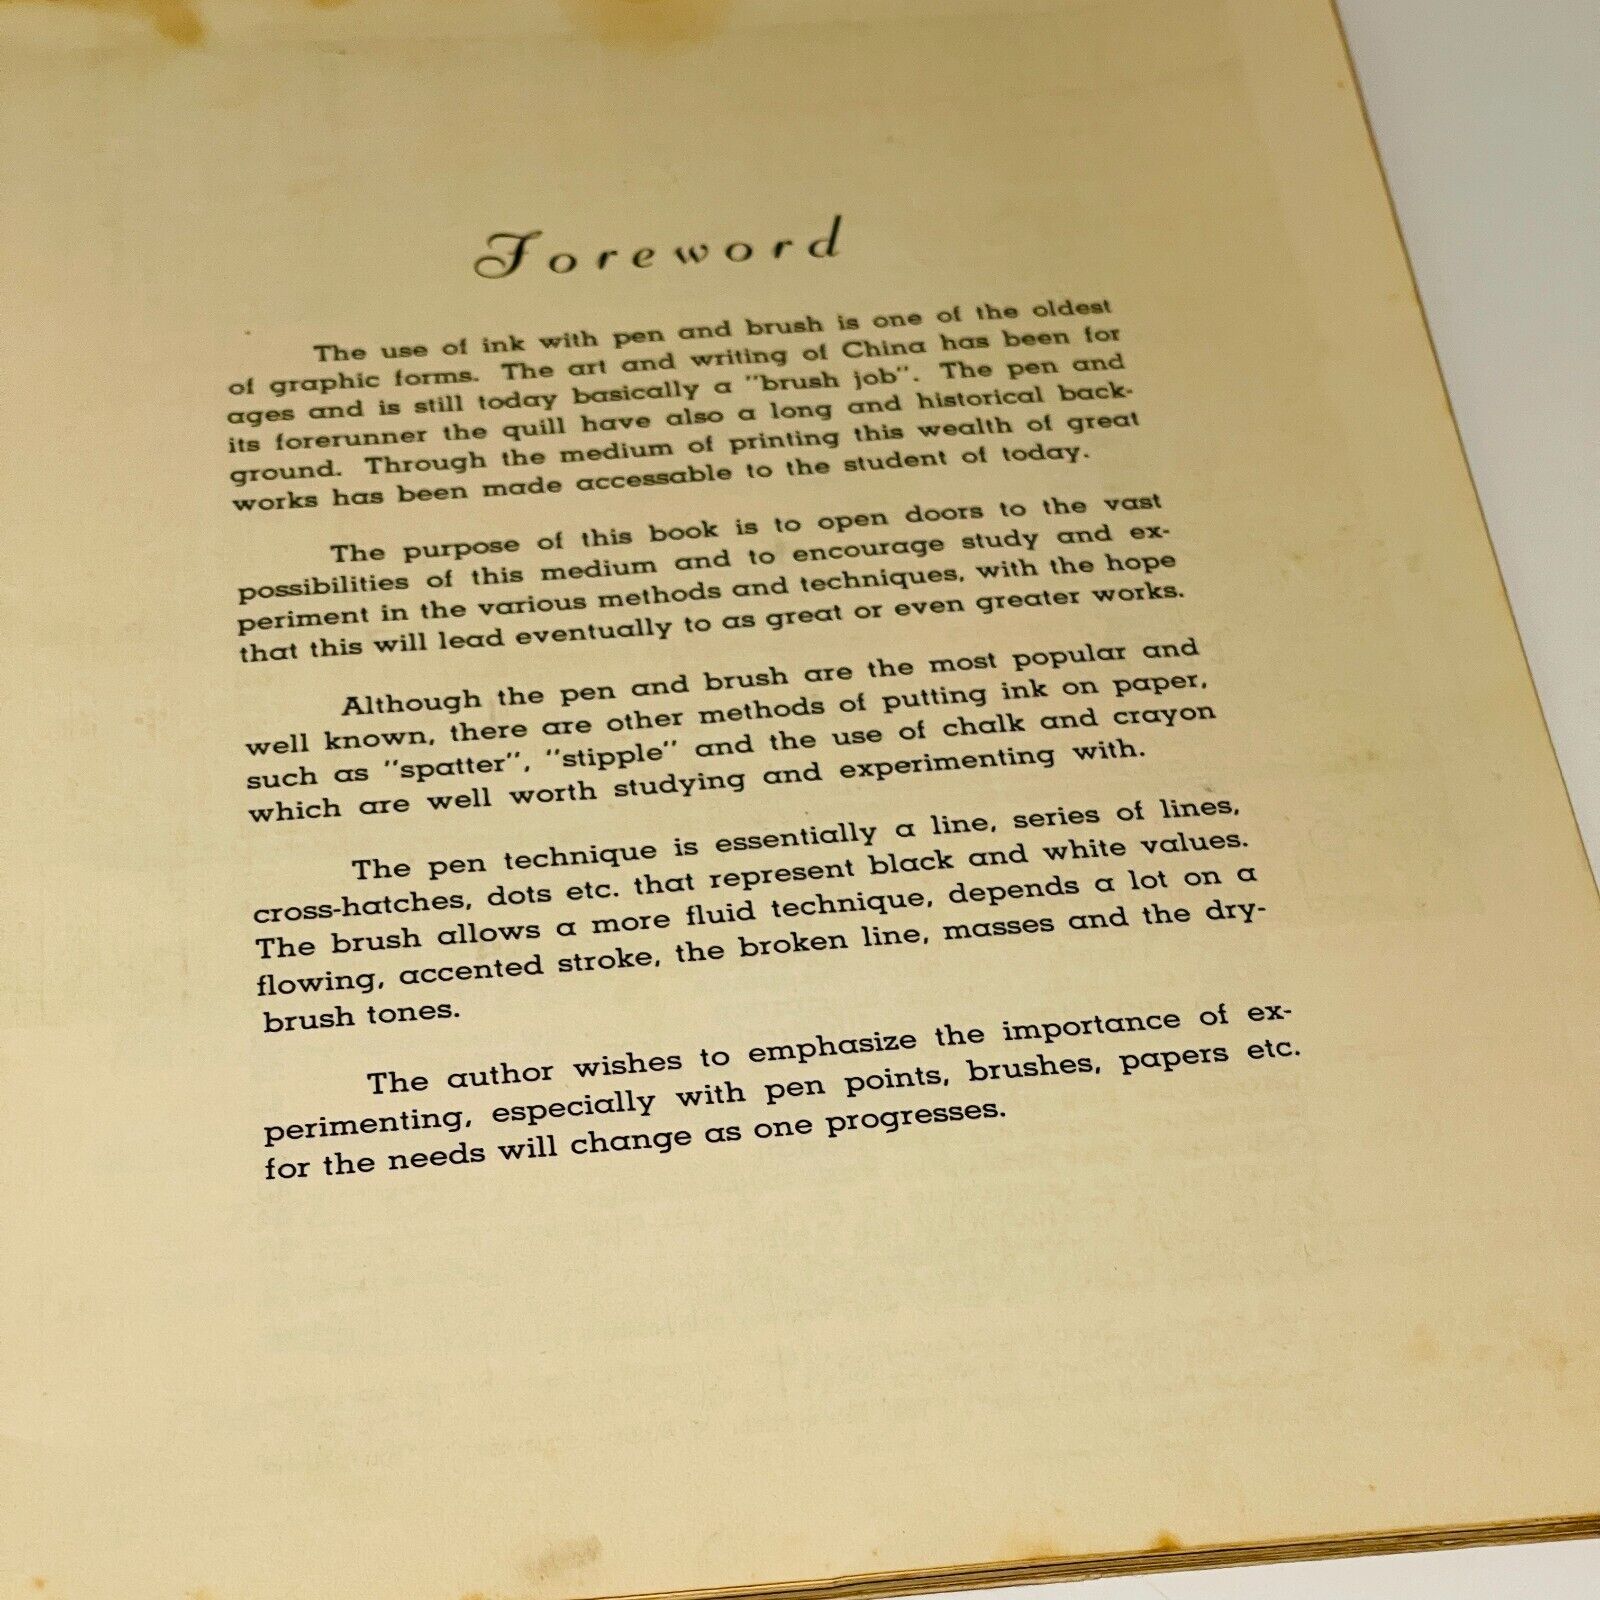 Foreword
The use of ink with pen and brush is one of the oldest
of graphic forms. The art and writing of China has been for
ages and is still today basically a "brush job". The pen and
its forerunner the quill have also a long and historical back-
ground. Through the medium of printing this wealth of great
works has been made accessable to the student of today.
The purpose of this book is to open doors to the vast
possibilities of this medium and to encourage study and ex-
periment in the various methods and techniques, with the hope
that this will lead eventually to as great or even greater works.
Although the pen and brush are the most popular and
well known, there are other methods of putting ink on paper,
such as "spatter", "stipple" and the use of chalk and crayon
which are well worth studying and experimenting with.
The pen technique is essentially a line, series of lines,
cross-hatches, dots etc. that represent black and white values.
The brush allows a more fluid technique, depends a lot on a
flowing, accented stroke, the broken line, masses and the dry-
brush tones.
The author wishes to emphasize the importance of ex-
perimenting, especially with pen points, brushes, papers etc.
for the needs will change as one progresses.